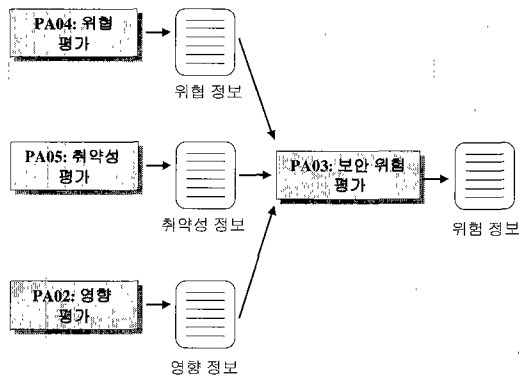 PA04: 위협
평가
위협 정보
PA05: 취약성
평가
취약성 정보
PA03: 보안 위험
평가
위험 정보
PA02: 영향
평가
영향 정보